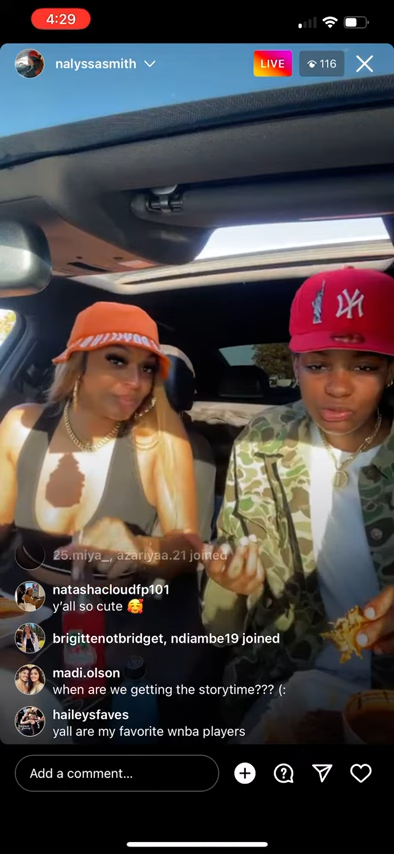 4:29
nalyssasmith
LIVE
116
NY
25.miya_, azariyaa.21 joined
natashacloudfp101
y'all so cute 🥰
brigittenotbridget, ndiambe19 joined
madi.olson
when are we getting the storytime??? (:
haileysfaves
yall are my favorite wnba players
Add a comment...